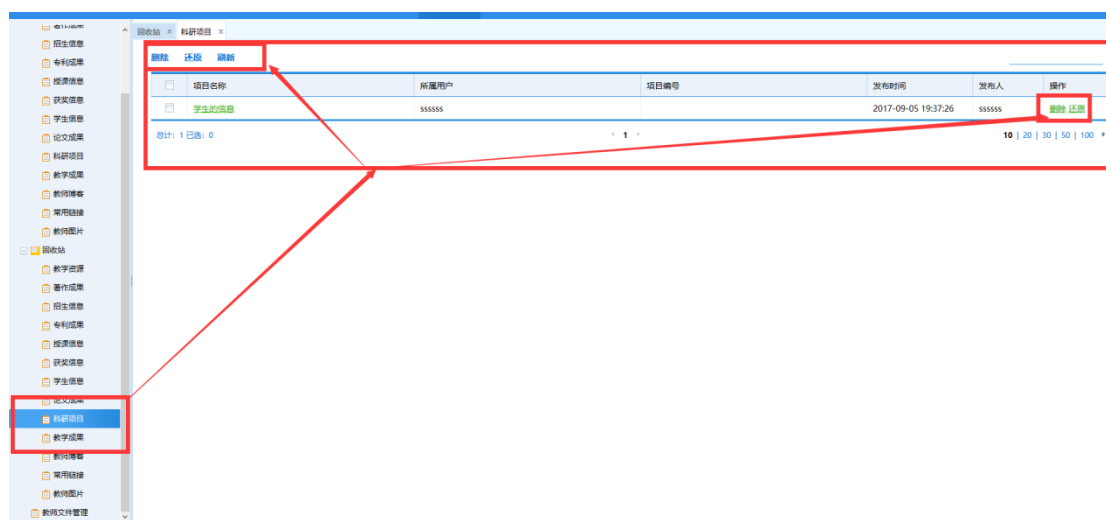 回收站 × 科研项目 ×
招生信息
专利成果
授课信息
获奖信息
学生信息
论文成果
科研项目
教学成果
教师博客
常用链接
教师图片
回收站
教学资源
著作成果
招生信息
专利成果
授课信息
获奖信息
学生信息
论文成果
科研项目
教学成果
教师博客
常用链接
教师图片
教师文件管理
删除 还原 刷新
项目名称 所属用户 项目编号 发布时间 发布人 操作
学生的信息 ssssss 2017-09-05 19:37:26 ssssss 删除 还原
总计: 1 已选: 0 1 10 | 20 | 30 | 50 | 100